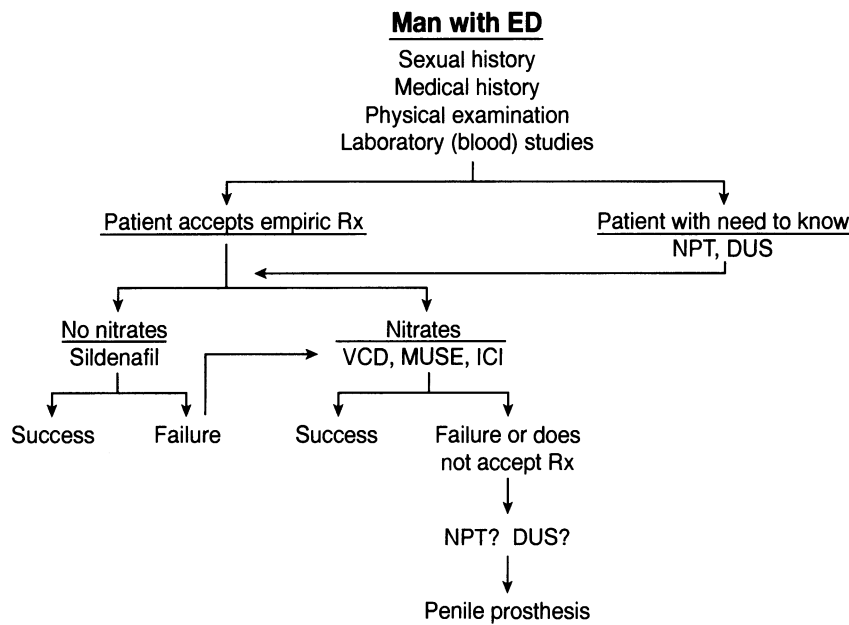 Man with ED
Sexual history
Medical history
Physical examination
Laboratory (blood) studies
Patient accepts empiric Rx
Patient with need to know
NPT, DUS
No nitrates
Sildenafil
Nitrates
VCD, MUSE, ICI
Success
Failure
Success
Failure or does
not accept Rx
NPT? DUS?
Penile prosthesis